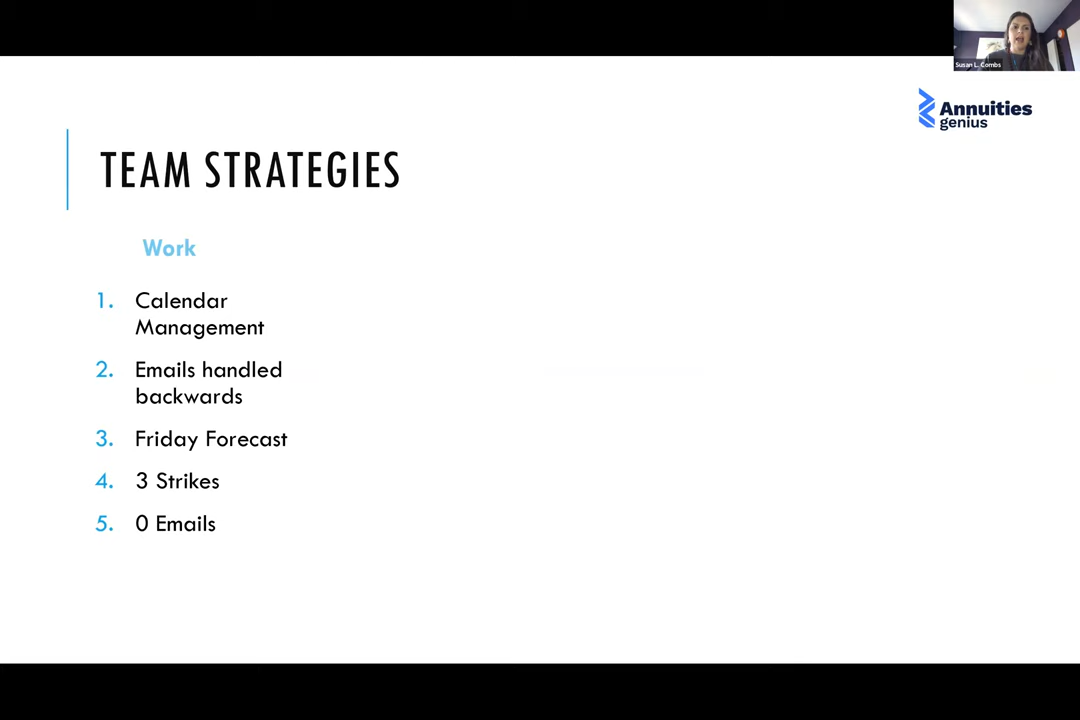 Susan L. Combs
Annuities
genius
TEAM STRATEGIES
Work
1. Calendar
Management
2. Emails handled
backwards
3. Friday Forecast
4. 3 Strikes
5. 0 Emails